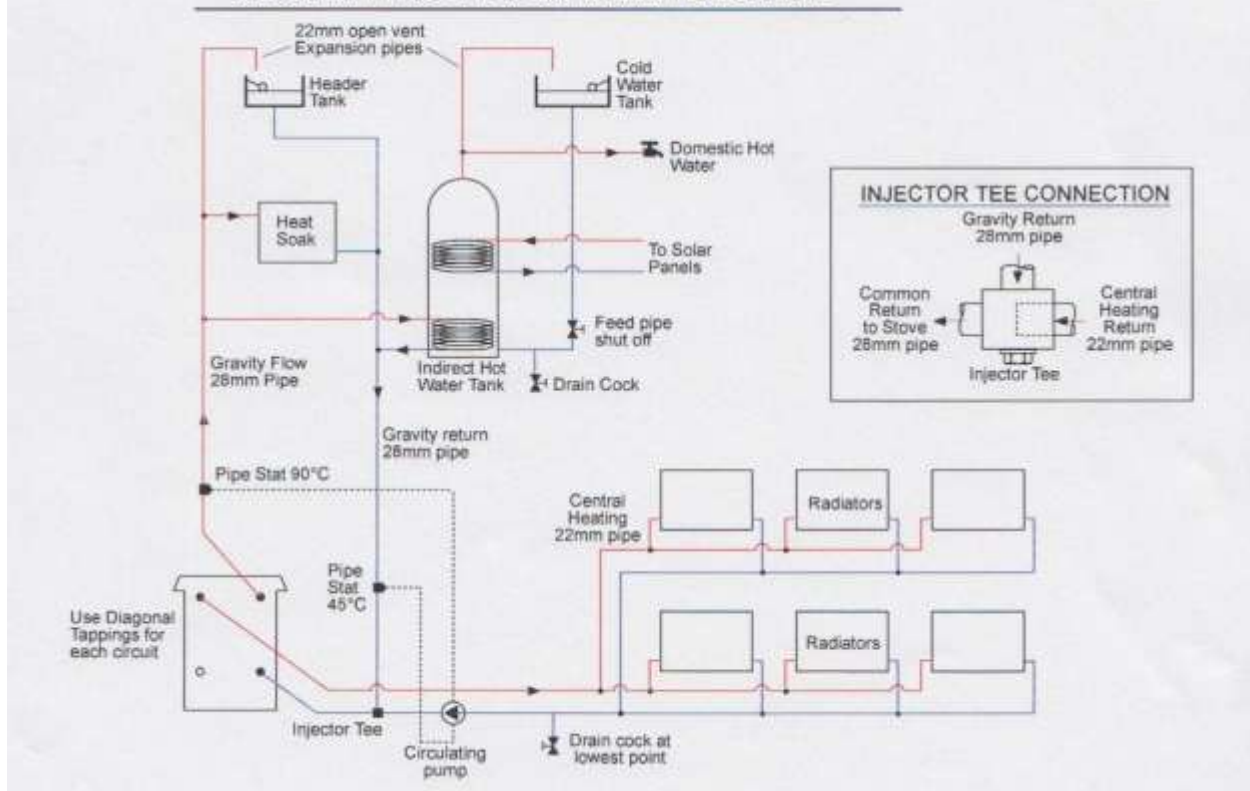 22mm open vent
Expansion pipes
Header
Tank
Cold
Water
Tank
Domestic Hot
Water
Heat
Soak
To Solar
Panels
Feed pipe
shut off
Gravity Flow
28mm Pipe
Indirect Hot
Water Tank
Drain Cock
Gravity return
28mm pipe
Pipe Stat 90°C
Central
Heating
22mm pipe
Radiators
Pipe
Stat
45°C
Use Diagonal
Tappings for
each circuit
Radiators
Injector Tee
Circulating
pump
Drain cock at
lowest point
INJECTOR TEE CONNECTION
Gravity Return
28mm pipe
Common
Return
to Stove
28mm pipe
Central
Heating
Return
22mm pipe
Injector Tee